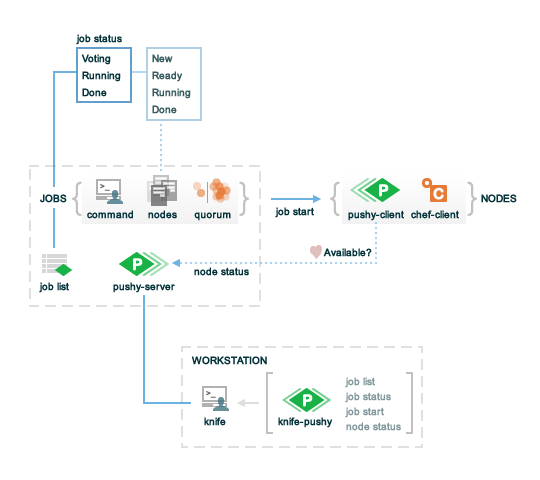 job status
Voting
Running
Done
New
Ready
Running
Done
JOBS
>_
command
nodes
quorum
job start
P
pushy-client
C
chef-client
NODES
Available?
node status
job list
P
pushy-server
WORKSTATION
>_
knife
P
knife-pushy
job list
job status
job start
node status